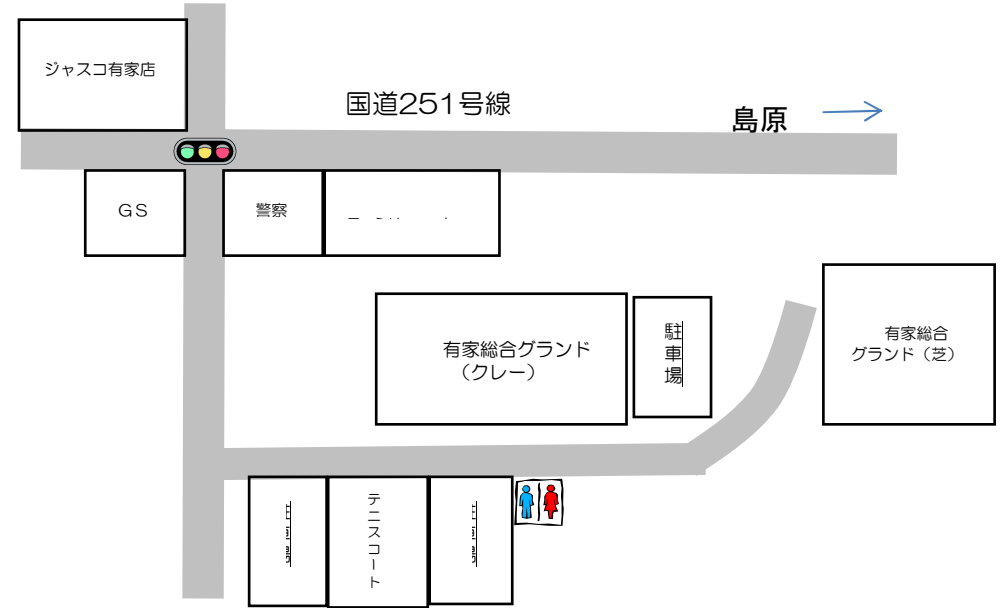 ジャスコ有家店
国道251号線
島原
GS
警察
有家総合グランド
（クレー）
駐車場
有家総合
グランド（芝）
テニスコート